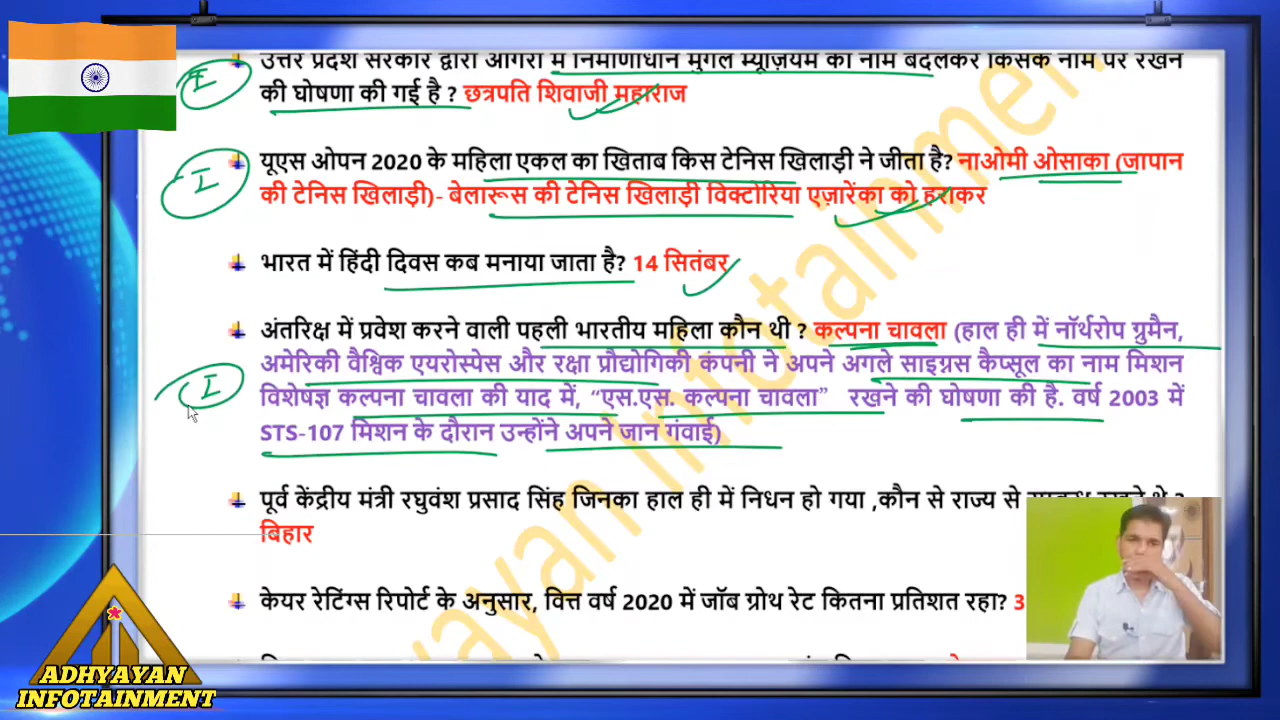 उत्तर प्रदेश सरकार द्वारा आगरा में निर्माणाधीन मुगल म्यूज़ियम का नाम बदलकर किसके नाम पर रखने
की घोषणा की गई है ? छत्रपति शिवाजी महाराज
यूएस ओपन 2020 के महिला एकल का खिताब किस टेनिस खिलाड़ी ने जीता है? नाओमी ओसाका (जापान
की टेनिस खिलाड़ी)- बेलारूस की टेनिस खिलाड़ी विक्टोरिया एज़ारेंका को हराकर
भारत में हिंदी दिवस कब मनाया जाता है? 14 सितंबर
अंतरिक्ष में प्रवेश करने वाली पहली भारतीय महिला कौन थी ? कल्पना चावला (हाल ही में नॉर्थरोप ग्रुमैन,
अमेरिकी वैश्विक एयरोस्पेस और रक्षा प्रौद्योगिकी कंपनी ने अपने अगले साइग्नस कैप्सूल का नाम मिशन
विशेषज्ञ कल्पना चावला की याद में, “एस.एस. कल्पना चावला” रखने की घोषणा की है. वर्ष 2003 में
STS-107 मिशन के दौरान उन्होंने अपने जान गंवाई)
पूर्व केंद्रीय मंत्री रघुवंश प्रसाद सिंह जिनका हाल ही में निधन हो गया ,कौन से राज्य से
बिहार
केयर रेटिंग्स रिपोर्ट के अनुसार, वित्त वर्ष 2020 में जॉब ग्रोथ रेट कितना प्रतिशत रहा? 3
ADHYAYAN
INFOTAINMENT